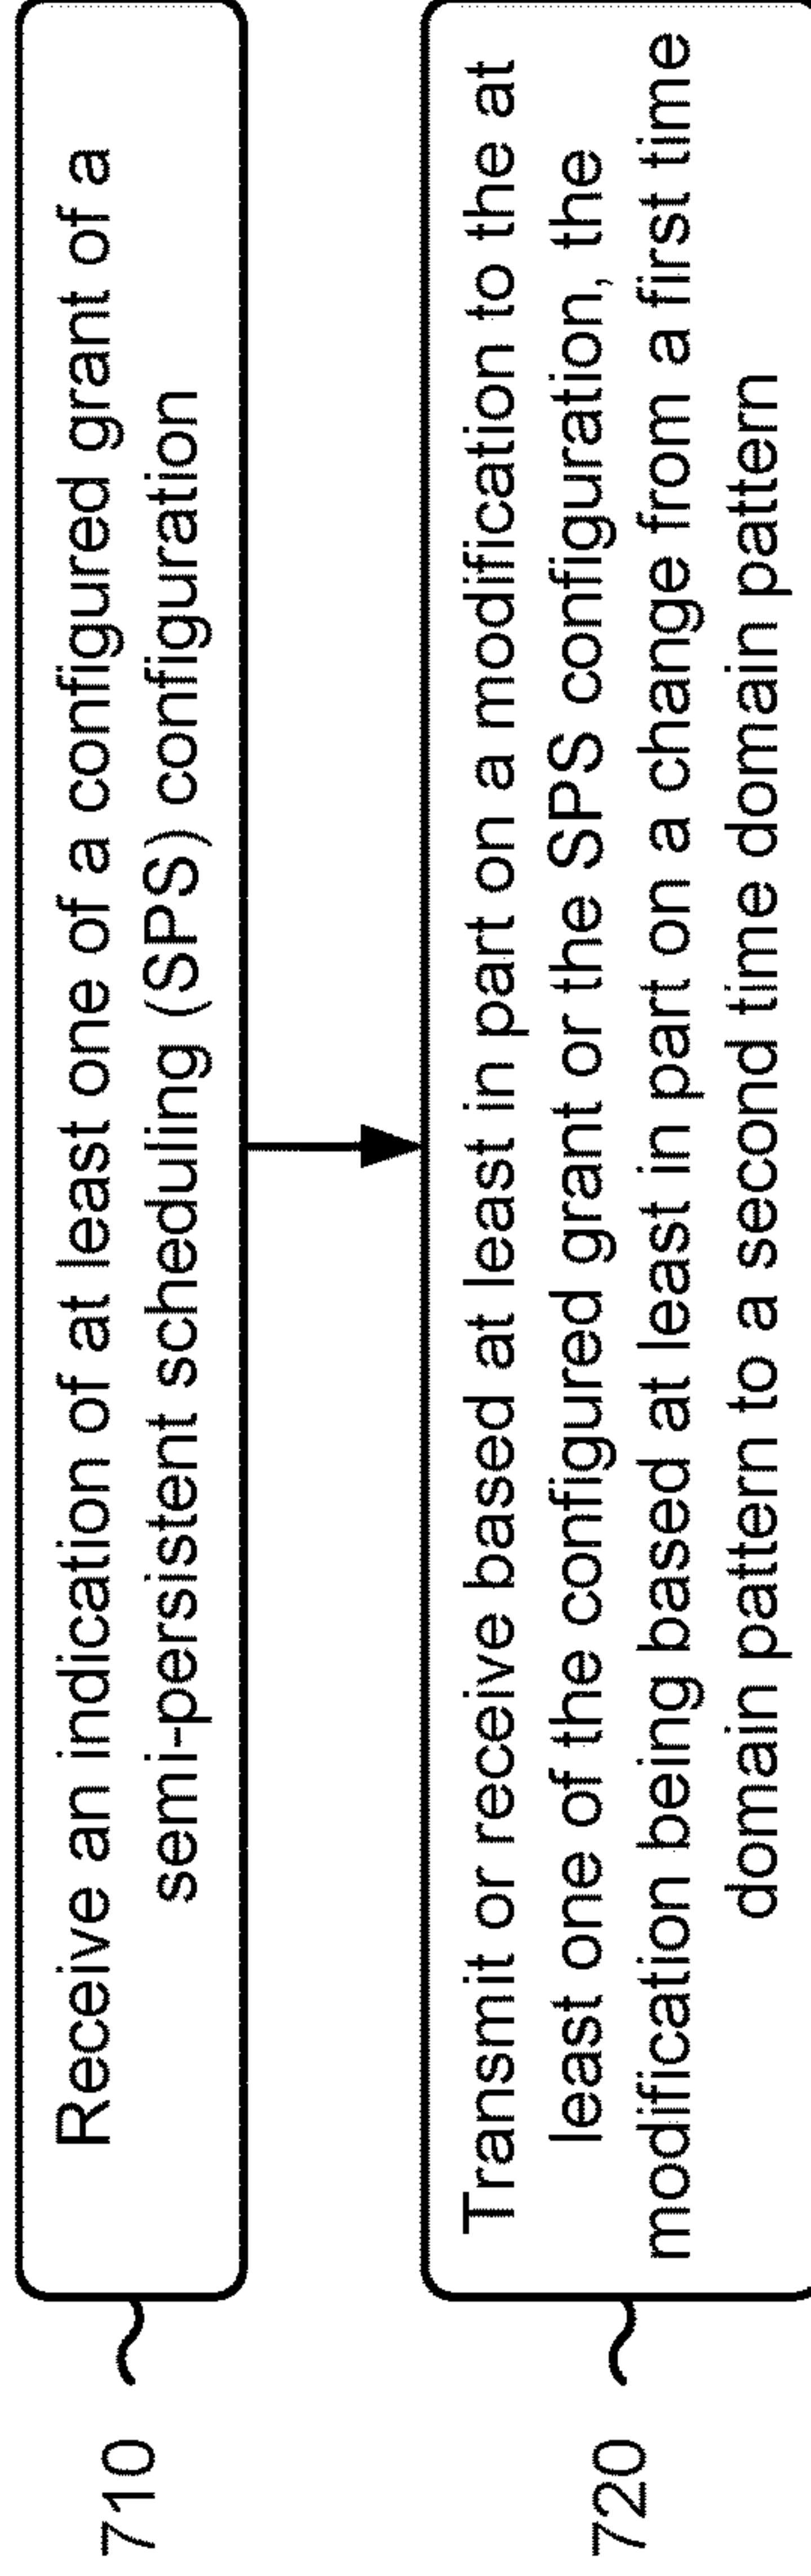 710
Receive an indication of at least one of a configured grant of a
semi-persistent scheduling (SPS) configuration
720
Transmit or receive based at least in part on a modification to the at
least one of the configured grant or the SPS configuration, the
modification being based at least in part on a change from a first time
domain pattern to a second time domain pattern